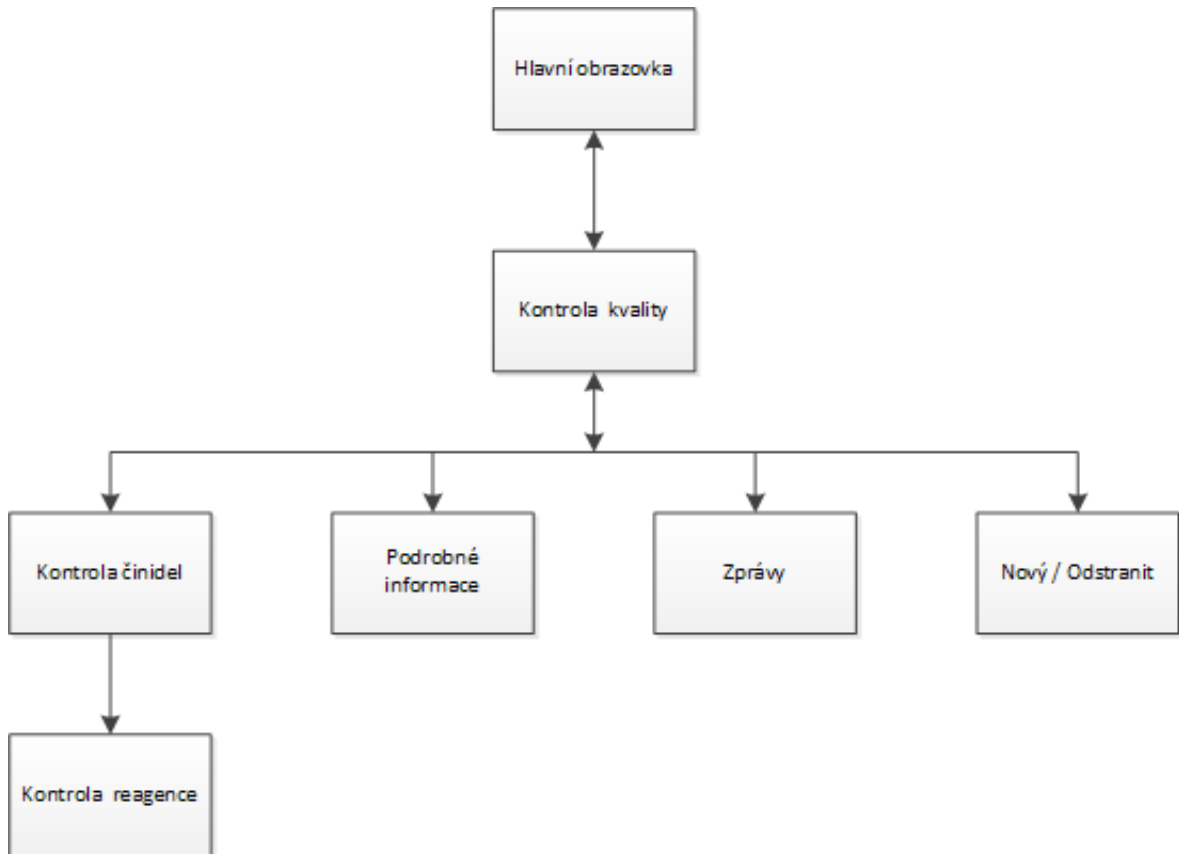 Hlavní obrazovka
Kontrola kvality
Kontrola činidel
Podrobné
informace
Zprávy
Nový / Odstranit
Kontrola reagence